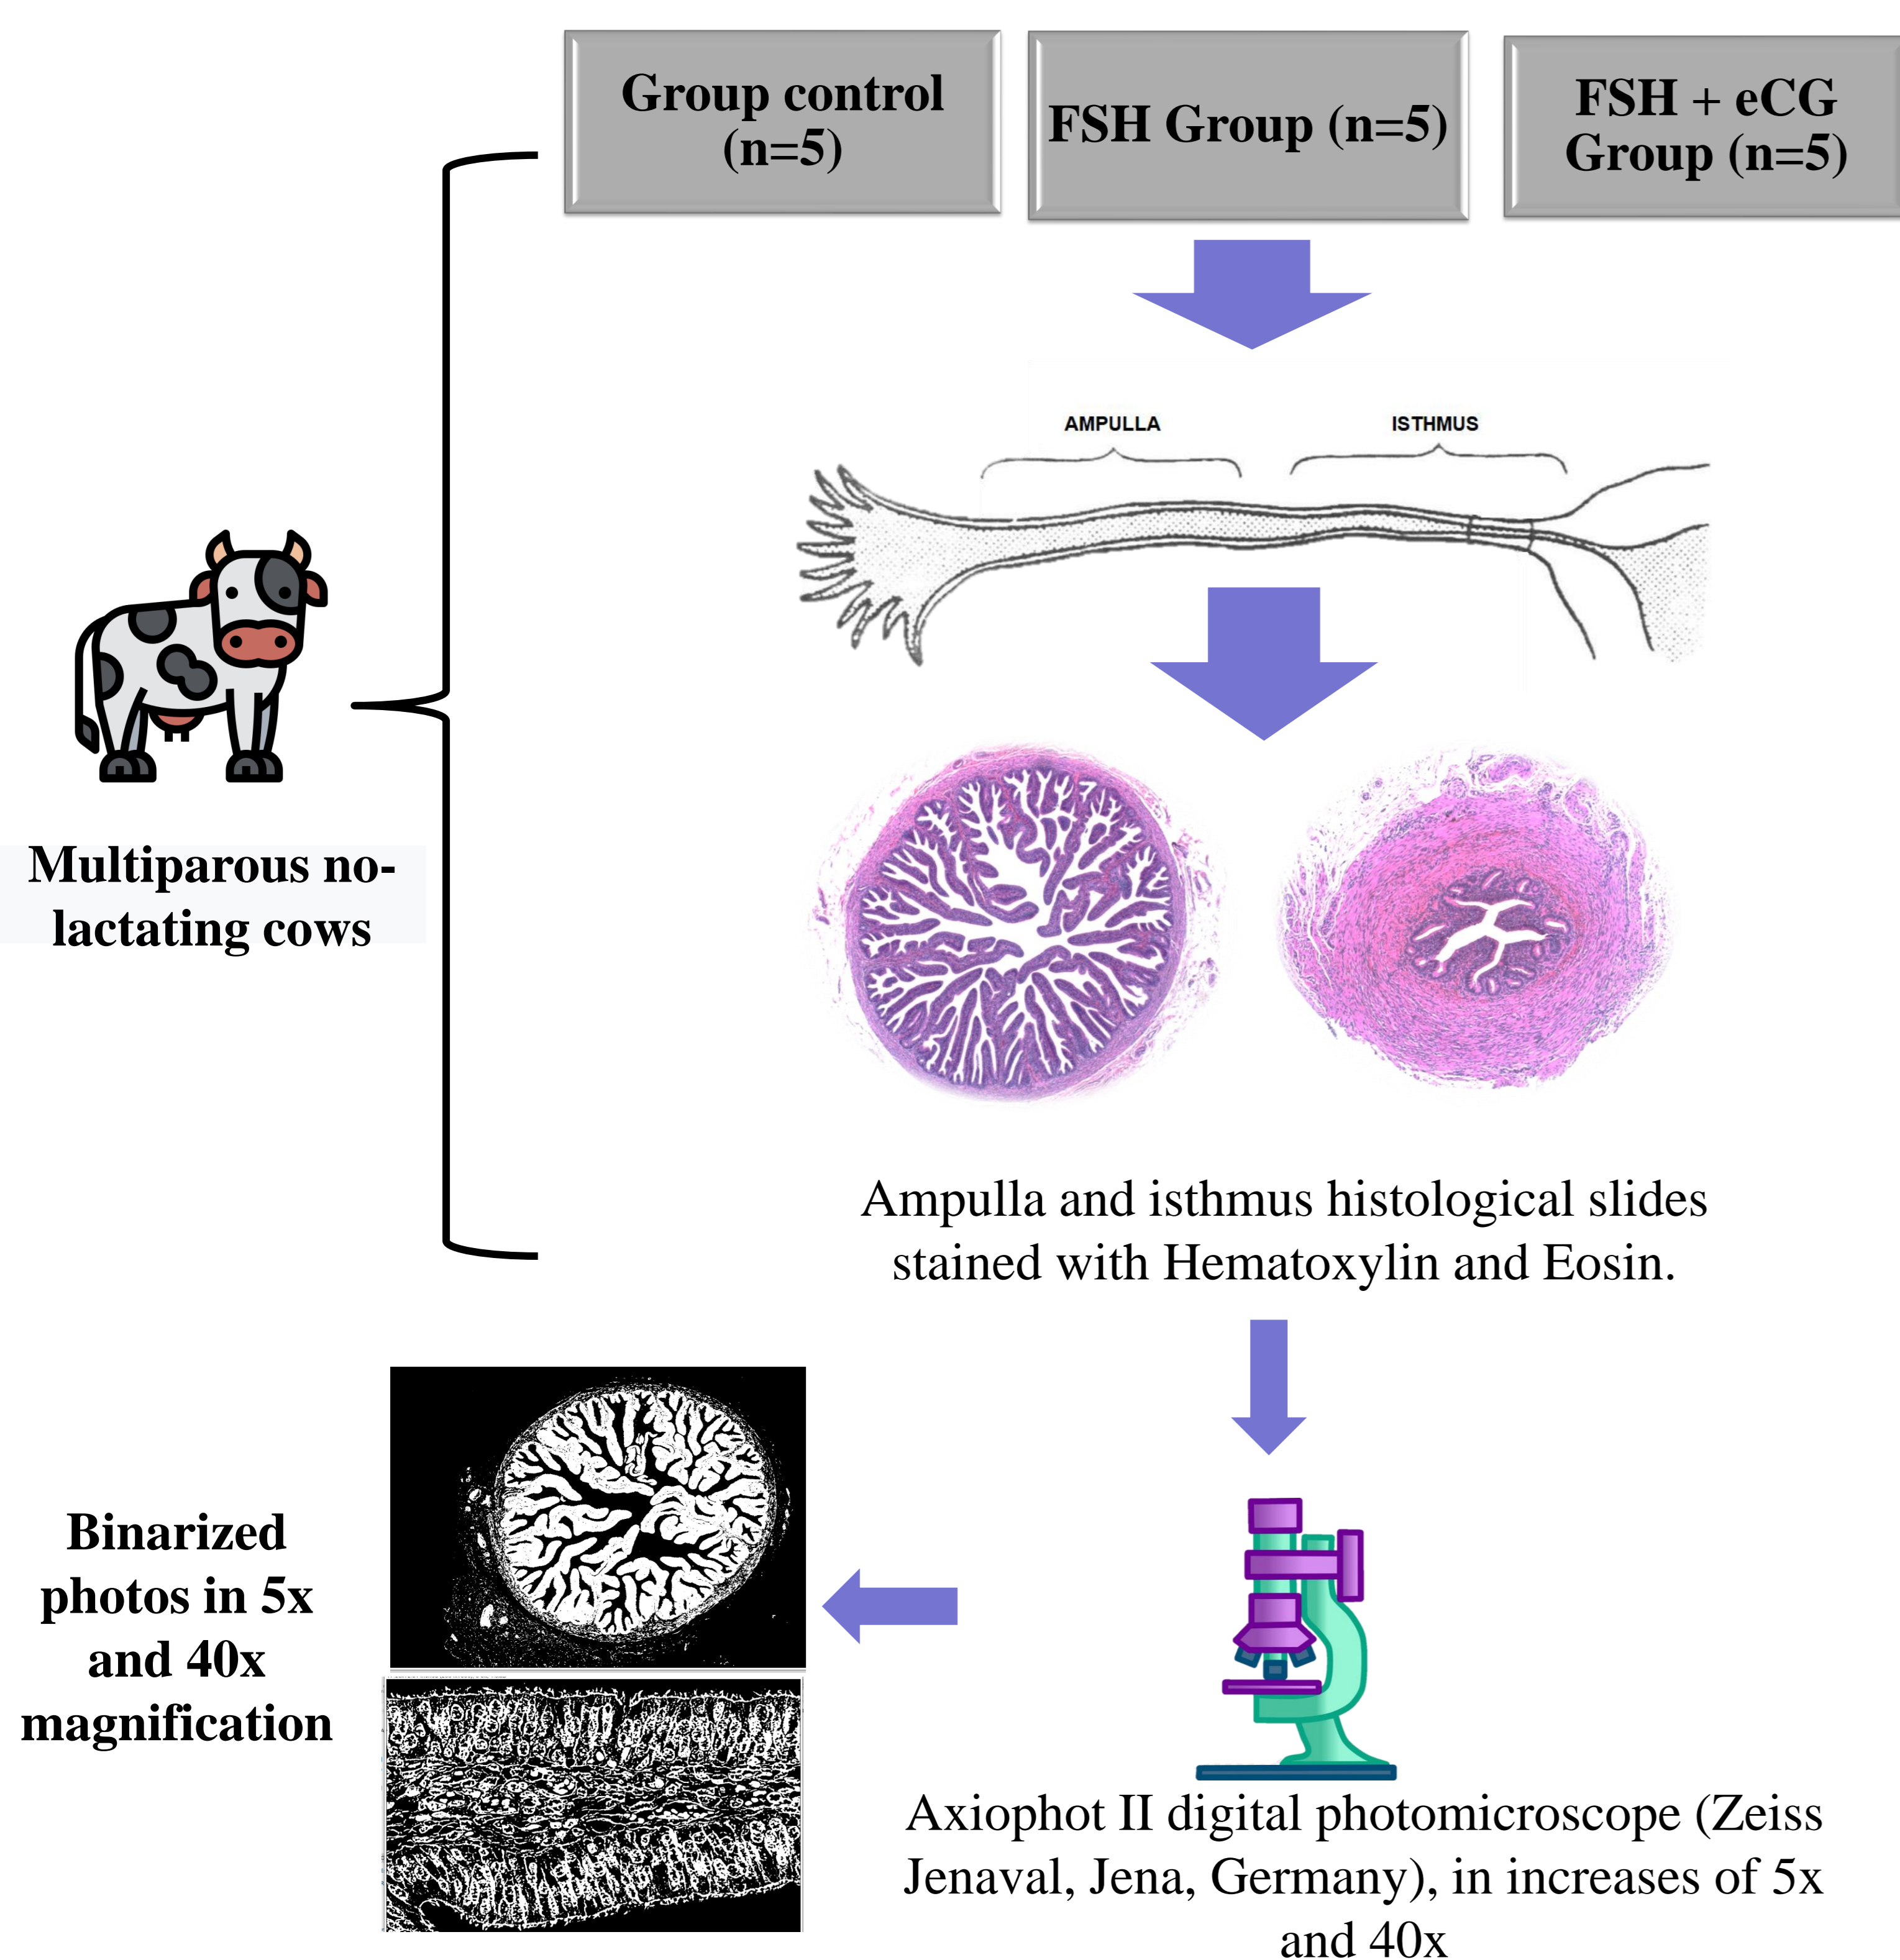 Group control
(n=5)
FSH Group (n=5)
FSH + eCG
Group (n=5)
AMPULLA
ISTHMUS
Multiparous no-
lactating cows
Ampulla and isthmus histological slides
stained with Hematoxylin and Eosin.
Binarized
photos in 5x
and 40x
magnification
Axiophot II digital photomicroscope (Zeiss
Jenaval, Jena, Germany), in increases of 5x
and 40x